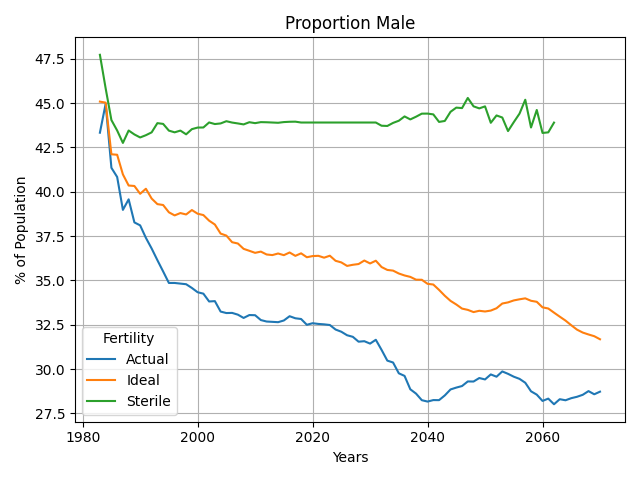 Proportion Male
% of Population
47.5
45.0
42.5
40.0
37.5
35.0
32.5
30.0
27.5
Fertility
Actual
Ideal
Sterile
1980
2000
2020
2040
2060
Years